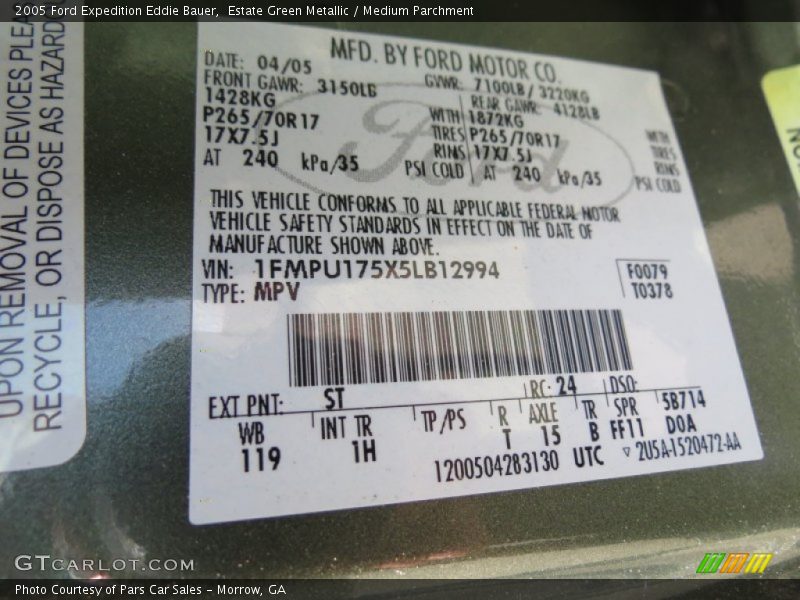 2005 Ford Expedition Eddie Bauer,  Estate Green Metallic / Medium Parchment
UPON REMOVAL OF DEVICES PLEA
RECYCLE, OR DISPOSE AS HAZARDO
MFD. BY FORD MOTOR CO.
DATE: 04/05 GVWR: 7100LB / 3220KG
FRONT GAWR: 3150LB REAR GAWR: 4128LB
1428KG WITH 1872KG WITH
P265/70R17 TIRES P265/70R17 TIRES
17X7.5J RIMS 17X7.5J RIMS
AT 240 kPa/35 PSI COLD AT 240 kPa/35 PSI COLD
Ford
THIS VEHICLE CONFORMS TO ALL APPLICABLE FEDERAL MOTOR
VEHICLE SAFETY STANDARDS IN EFFECT ON THE DATE OF
MANUFACTURE SHOWN ABOVE.
VIN: 1FMPU175X5LB12994 F0079
TYPE: MPV T0378
EXT PNT: ST RC: 24 DSO:
WB INT TR TP/PS R AXLE TR SPR 5B714
119 1H T 15 B FF11 DOA
1200504283130 UTC ▽ 2U5A-1520472-AA
NO
GTCARLOT.COM
Photo Courtesy of Pars Car Sales - Morrow, GA